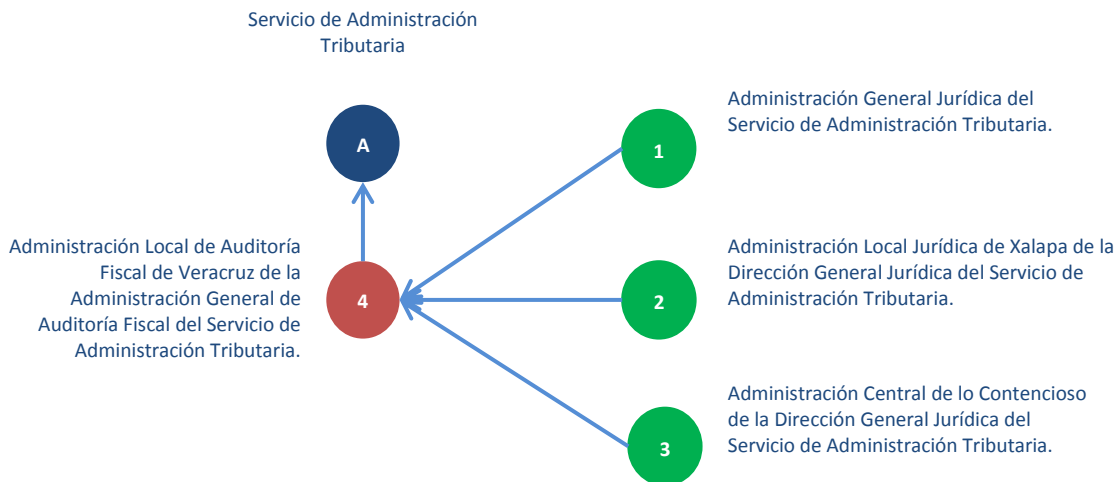 Servicio de Administración
Tributaria
A
Administración General Jurídica del
Servicio de Administración Tributaria.
1
Administración Local de Auditoría
Fiscal de Veracruz de la
Administración General de
Auditoría Fiscal del Servicio de
Administración Tributaria.
4
Administración Local Jurídica de Xalapa de la
Dirección General Jurídica del Servicio de
Administración Tributaria.
2
Administración Central de lo Contencioso
de la Dirección General Jurídica del
Servicio de Administración Tributaria.
3